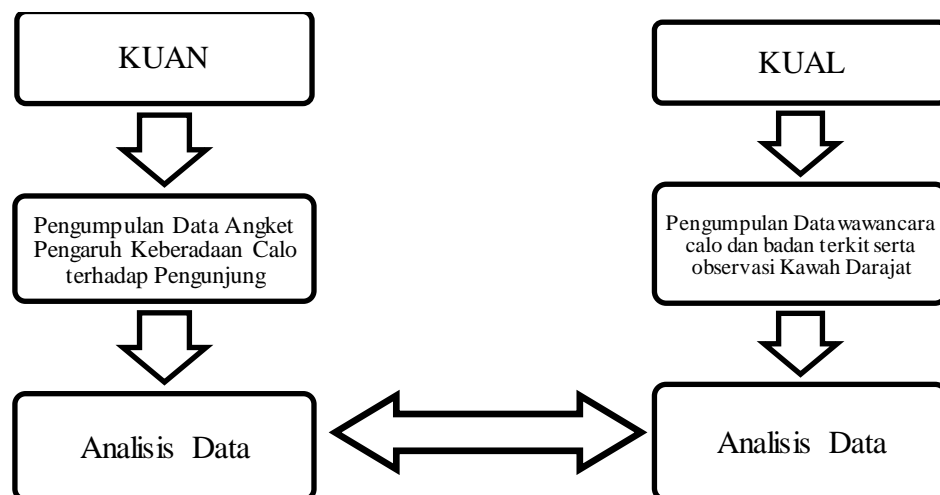 KUAN
Pengumpulan Data Angket
Pengaruh Keberadaan Calo
terhadap Pengunjung
Analisis Data
KUAL
Pengumpulan Data wawancara
calo dan badan terkit serta
observasi Kawah Darajat
Analisis Data